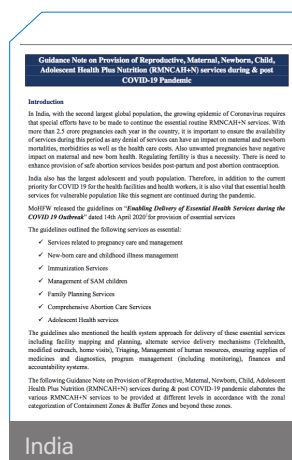 Guidance Note on Provision of Reproductive, Maternal, Newborn, Child,
Adolescent Health Plus Nutrition (RMNCAH+N) services during & post
COVID-19 Pandemic
Introduction
In India, with the second largest global population, the growing epidemic of Coronavirus requires
that special efforts have to be made to continue the essential routine RMNCAH+N services. With
more than 2.5 crore pregnancies each year in the country, it is important to ensure the availability
of services during this period as any denial of services can have an impact on maternal and newborn
mortalities, morbidities as well as the health care costs. Also unwanted pregnancies have negative
impact on maternal and new born health. Regulating fertility is thus a necessity. There is need to
enhance provision of safe abortion services besides post-partum and post abortion contraception.
India also has the largest adolescent and youth population. Therefore, in addition to the current
priority for COVID 19 for the health facilities and health workers, it is also vital that essential health
services for vulnerable population like this segment are continued during the pandemic.
MoHFW released the guidelines on "Enabling Delivery of Essential Health Services during the
COVID 19 Outbreak" dated 14th April 2020 for provision of essential services
The guidelines outlined the following services as essential:
✓ Services related to pregnancy care and management
✓ New-born care and childhood illness management
✓ Immunization Services
✓ Management of SAM children
✓ Family Planning Services
✓ Comprehensive Abortion Care Services
✓ Adolescent Health services
The guidelines also mentioned the health system approach for delivery of these essential services
including facility mapping and planning, alternate service delivery mechanisms (Telehealth,
modified outreach, home visits), Triaging, Management of human resources, ensuring supplies of
medicines and diagnostics, program management (including monitoring), finances and
accountability systems.
The following Guidance Note on Provision of Reproductive, Maternal, Newborn, Child, Adolescent
Health Plus Nutrition (RMNCAH+N) services during & post COVID-19 pandemic elaborates the
various RMNCAH+N services to be provided at different levels in accordance with the zonal
categorization of Containment Zones & Buffer Zones and beyond these zones.
India